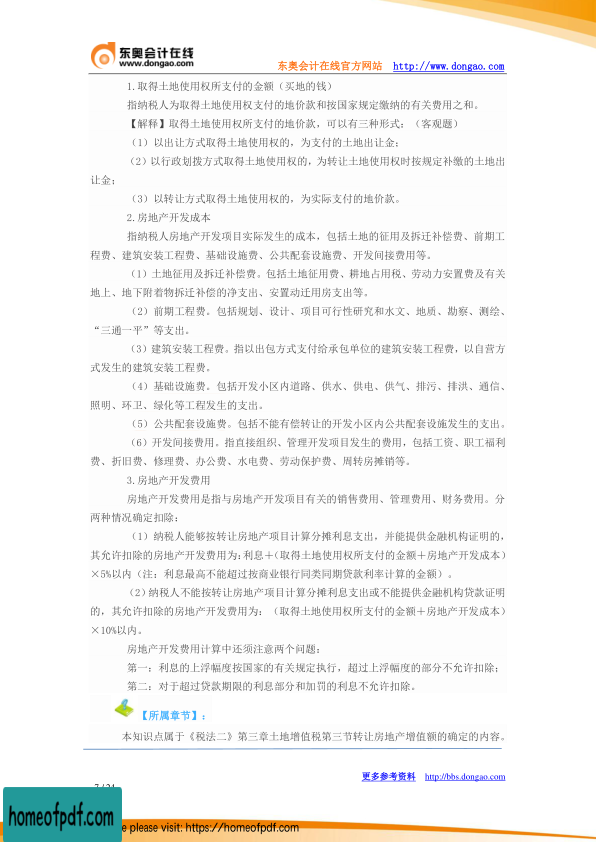 东奥会计在线
www.dongao.com
东奥会计在线官方网站 http://www.dongao.com
1.取得土地使用权所支付的金额（买地的钱）
指纳税人为取得土地使用权支付的地价款和按国家规定缴纳的有关费用之和。
【解释】取得土地使用权所支付的地价款，可以有三种形式：（客观题）
（1）以出让方式取得土地使用权的，为支付的土地出让金；
（2）以行政划拨方式取得土地使用权的，为转让土地使用权时按规定补缴的土地出
让金；
（3）以转让方式取得土地使用权的，为实际支付的地价款。
2.房地产开发成本
指纳税人房地产开发项目实际发生的成本，包括土地的征用及拆迁补偿费、前期工
程费、建筑安装工程费、基础设施费、公共配套设施费、开发间接费用等。
（1）土地征用及拆迁补偿费。包括土地征用费、耕地占用税、劳动力安置费及有关
地上、地下附着物拆迁补偿的净支出、安置动迁用房支出等。
（2）前期工程费。包括规划、设计、项目可行性研究和水文、地质、勘察、测绘、
“三通一平”等支出。
（3）建筑安装工程费。指以出包方式支付给承包单位的建筑安装工程费，以自营方
式发生的建筑安装工程费。
（4）基础设施费。包括开发小区内道路、供水、供电、供气、排污、排洪、通信、
照明、环卫、绿化等工程发生的支出。
（5）公共配套设施费。包括不能有偿转让的开发小区内公共配套设施发生的支出。
（6）开发间接费用。指直接组织、管理开发项目发生的费用，包括工资、职工福利
费、折旧费、修理费、办公费、水电费、劳动保护费、周转房摊销等。
3.房地产开发费用
房地产开发费用是指与房地产开发项目有关的销售费用、管理费用、财务费用。分
两种情况确定扣除：
（1）纳税人能够按转让房地产项目计算分摊利息支出，并能提供金融机构证明的，
其允许扣除的房地产开发费用为：利息＋（取得土地使用权所支付的金额＋房地产开发成本）
×5%以内（注：利息最高不能超过按商业银行同类同期贷款利率计算的金额）。
（2）纳税人不能按转让房地产项目计算分摊利息支出或不能提供金融机构贷款证明
的，其允许扣除的房地产开发费用为：（取得土地使用权所支付的金额＋房地产开发成本）
×10%以内。
房地产开发费用计算中还须注意两个问题：
第一：利息的上浮幅度按国家的有关规定执行，超过上浮幅度的部分不允许扣除；
第二：对于超过贷款期限的利息部分和加罚的利息不允许扣除。
【所属章节】：
本知识点属于《税法二》第三章土地增值税第三节转让房地产增值额的确定的内容。
更多参考资料 http://bbs.dongao.com
homeofpdf.com
e please visit: https://homeofpdf.com